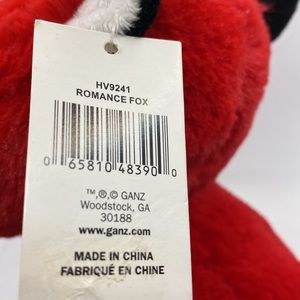 HV9241
ROMANCE FOX
0 65810 48390 0
™,®,© GANZ
Woodstock, GA
30188
www.ganz.com
MADE IN CHINA
FABRIQUÉ EN CHINE